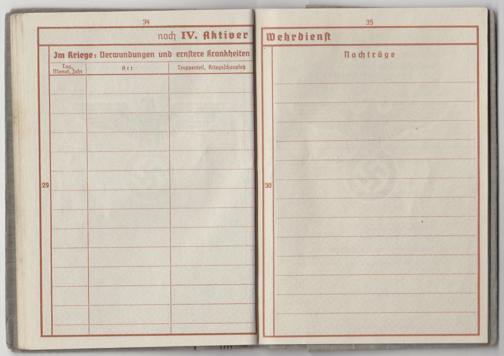 34
noch IV. Aktiver
Im Kriege: Verwundungen und ernstere Krankheiten
Tag, Monat, Jahr
Art
Truppenteil, Kriegsschauplatz
29
35
Wehrdienst
Nachträge
30